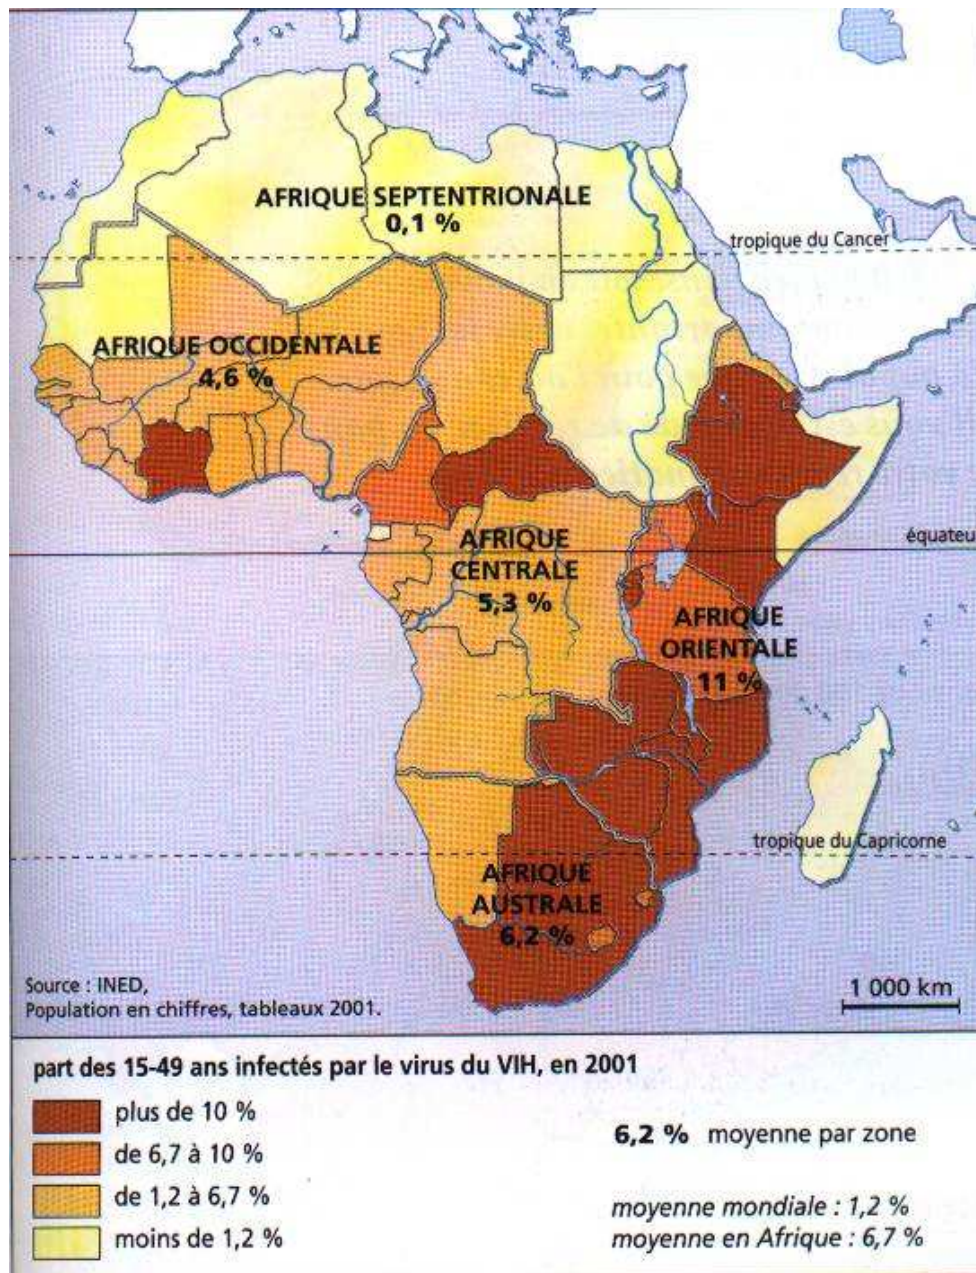 AFRIQUE SEPTENTRIONALE
0,1 %
tropique du Cancer
AFRIQUE OCCIDENTALE
4,6 %
équateu
AFRIQUE
CENTRALE
5,3 %
AFRIQUE
ORIENTALE
11 %
tropique du Capricorne
AFRIQUE
AUSTRALE
6,2 %
Source : INED,
Population en chiffres, tableaux 2001.
1 000 km
part des 15-49 ans infectés par le virus du VIH, en 2001
plus de 10 %
de 6,7 à 10 %
de 1,2 à 6,7 %
moins de 1,2 %
6,2 % moyenne par zone
moyenne mondiale : 1,2 %
moyenne en Afrique : 6,7 %